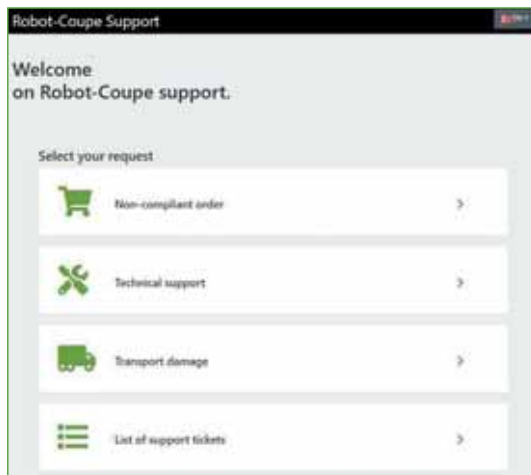 Robot-Coupe Support
Welcome
on Robot-Coupe support.
Select your request
Non-compliant order
Technical support
Transport damage
List of support tickets